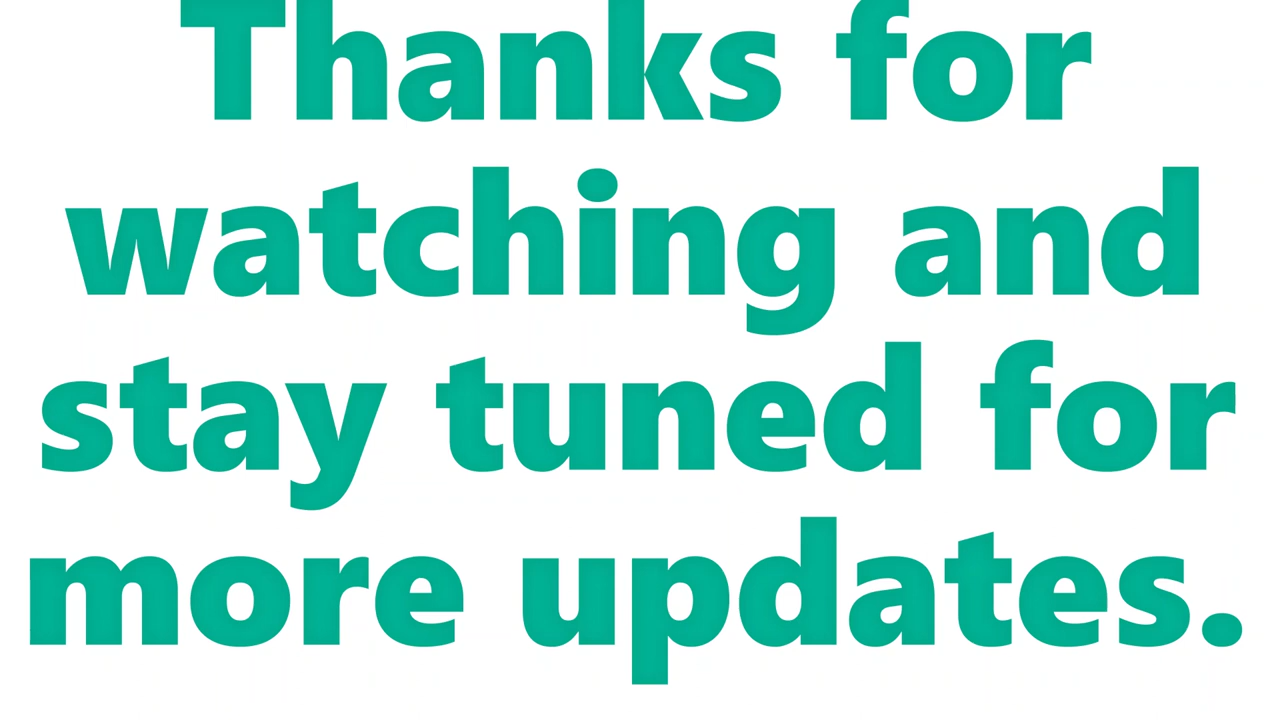 Thanks for
watching and
stay tuned for
more updates.